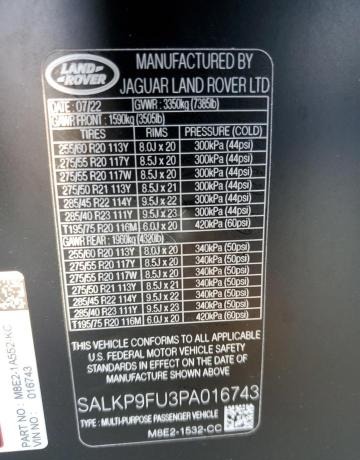 LAND ROVER
MANUFACTURED BY
JAGUAR LAND ROVER LTD
DATE: 07/22 GVWR: 3350kg (7385lb)
GAWR FRONT: 1590kg (3505lb)
TIRES RIMS PRESSURE (COLD)
255/60 R20 113Y 8.0J x 20 300kPa (44psi)
275/55 R20 117Y 8.5J x 20 300kPa (44psi)
275/55 R20 117W 8.5J x 20 300kPa (44psi)
275/50 R21 113Y 8.5J x 21 300kPa (44psi)
285/45 R22 114Y 9.5J x 22 300kPa (44psi)
285/40 R23 111Y 9.5J x 23 300kPa (44psi)
T195/75 R20 116M 6.0J x 20 420kPa (60psi)
GAWR REAR: 1960kg (4320lb)
255/60 R20 113Y 8.0J x 20 340kPa (50psi)
275/55 R20 117Y 8.5J x 20 340kPa (50psi)
275/55 R20 117W 8.5J x 20 340kPa (50psi)
275/50 R21 113Y 8.5J x 21 340kPa (50psi)
285/45 R22 114Y 9.5J x 22 340kPa (50psi)
285/40 R23 111Y 9.5J x 23 340kPa (50psi)
T195/75 R20 116M 6.0J x 20 420kPa (60psi)
THIS VEHICLE CONFORMS TO ALL APPLICABLE
FEDERAL MOTOR VEHICLE SAFETY
STANDARDS IN EFFECT ON THE DATE
OF MANUFACTURE SHOWN ABOVE
SALKP9FU3PA016743
TYPE: MULTI-PURPOSE PASSENGER VEHICLE
M8E2-1532-CC
PART NO : M8E2-1A552-KC
VIN NO : 016743